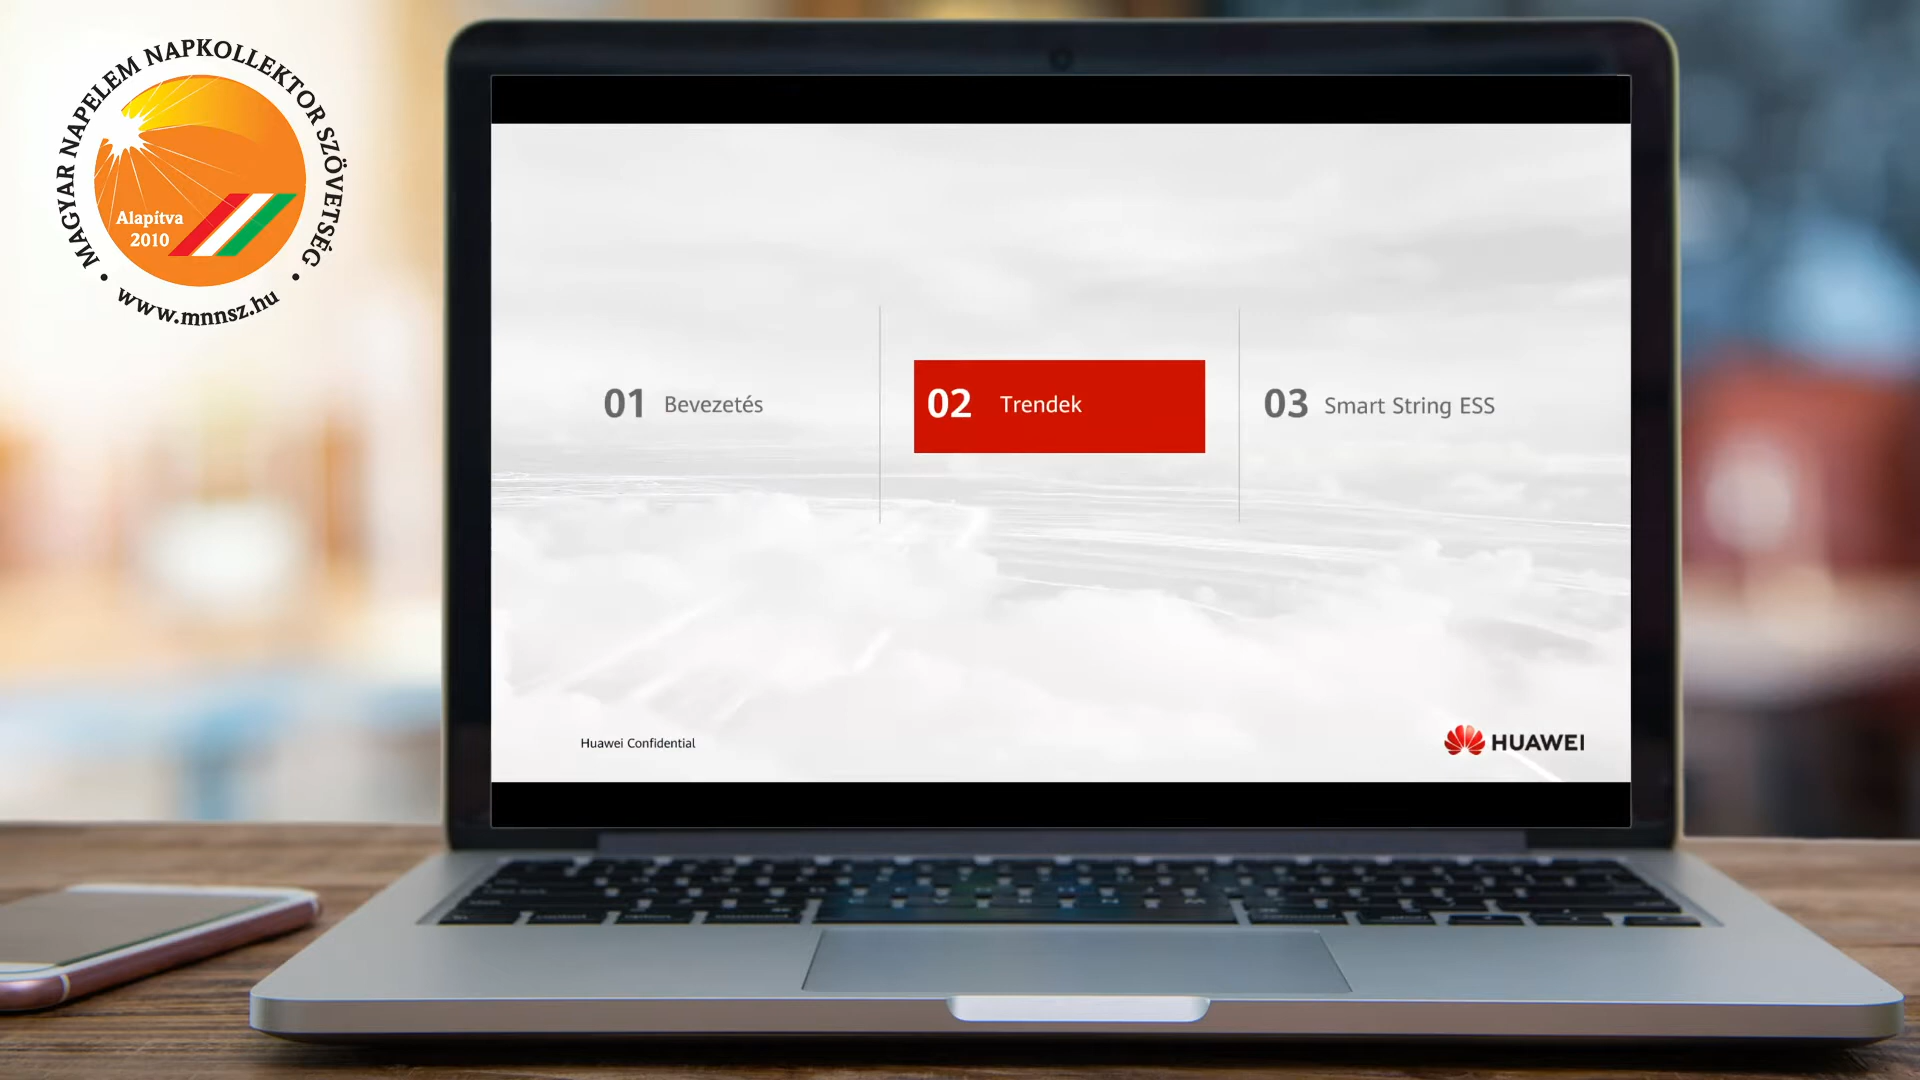 MAGYAR NAPELEM NAPKOLLEKTOR SZÖVETSÉG
Alapítva
2010
www.mnnsz.hu
01 Bevezetés
02 Trendek
03 Smart String ESS
Huawei Confidential
HUAWEI